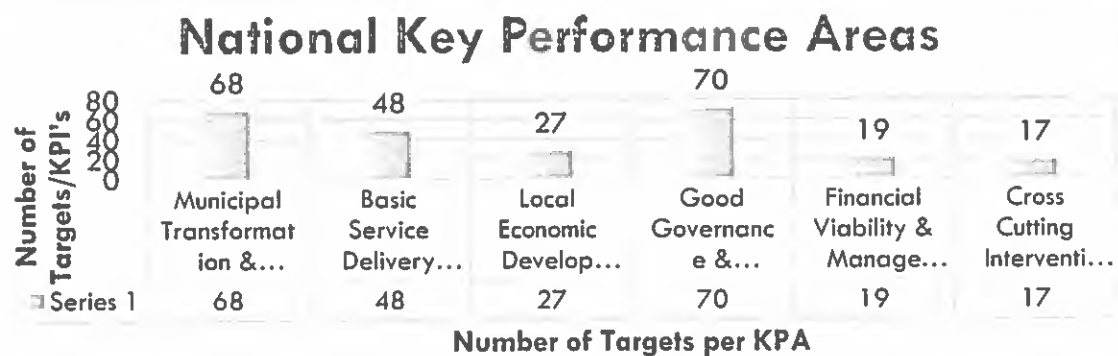 National Key Performance Areas
Number of
Targets/KPI's
80
60
40
20
0
68
48
27
70
19
17
Municipal
Transformat
ion &...
Basic
Service
Delivery...
Local
Economic
Develop...
Good
Governanc
e &...
Financial
Viability &
Manage...
Cross
Cutting
Interventi...
Series 1 68 48 27 70 19 17
Number of Targets per KPA